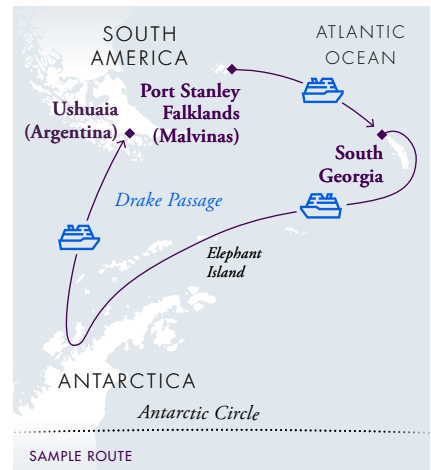 SOUTH
AMERICA
ATLANTIC
OCEAN
Port Stanley
Falklands
(Malvinas)
Ushuaia
(Argentina)
South
Georgia
Drake Passage
Elephant
Island
ANTARCTICA
Antarctic Circle
SAMPLE ROUTE